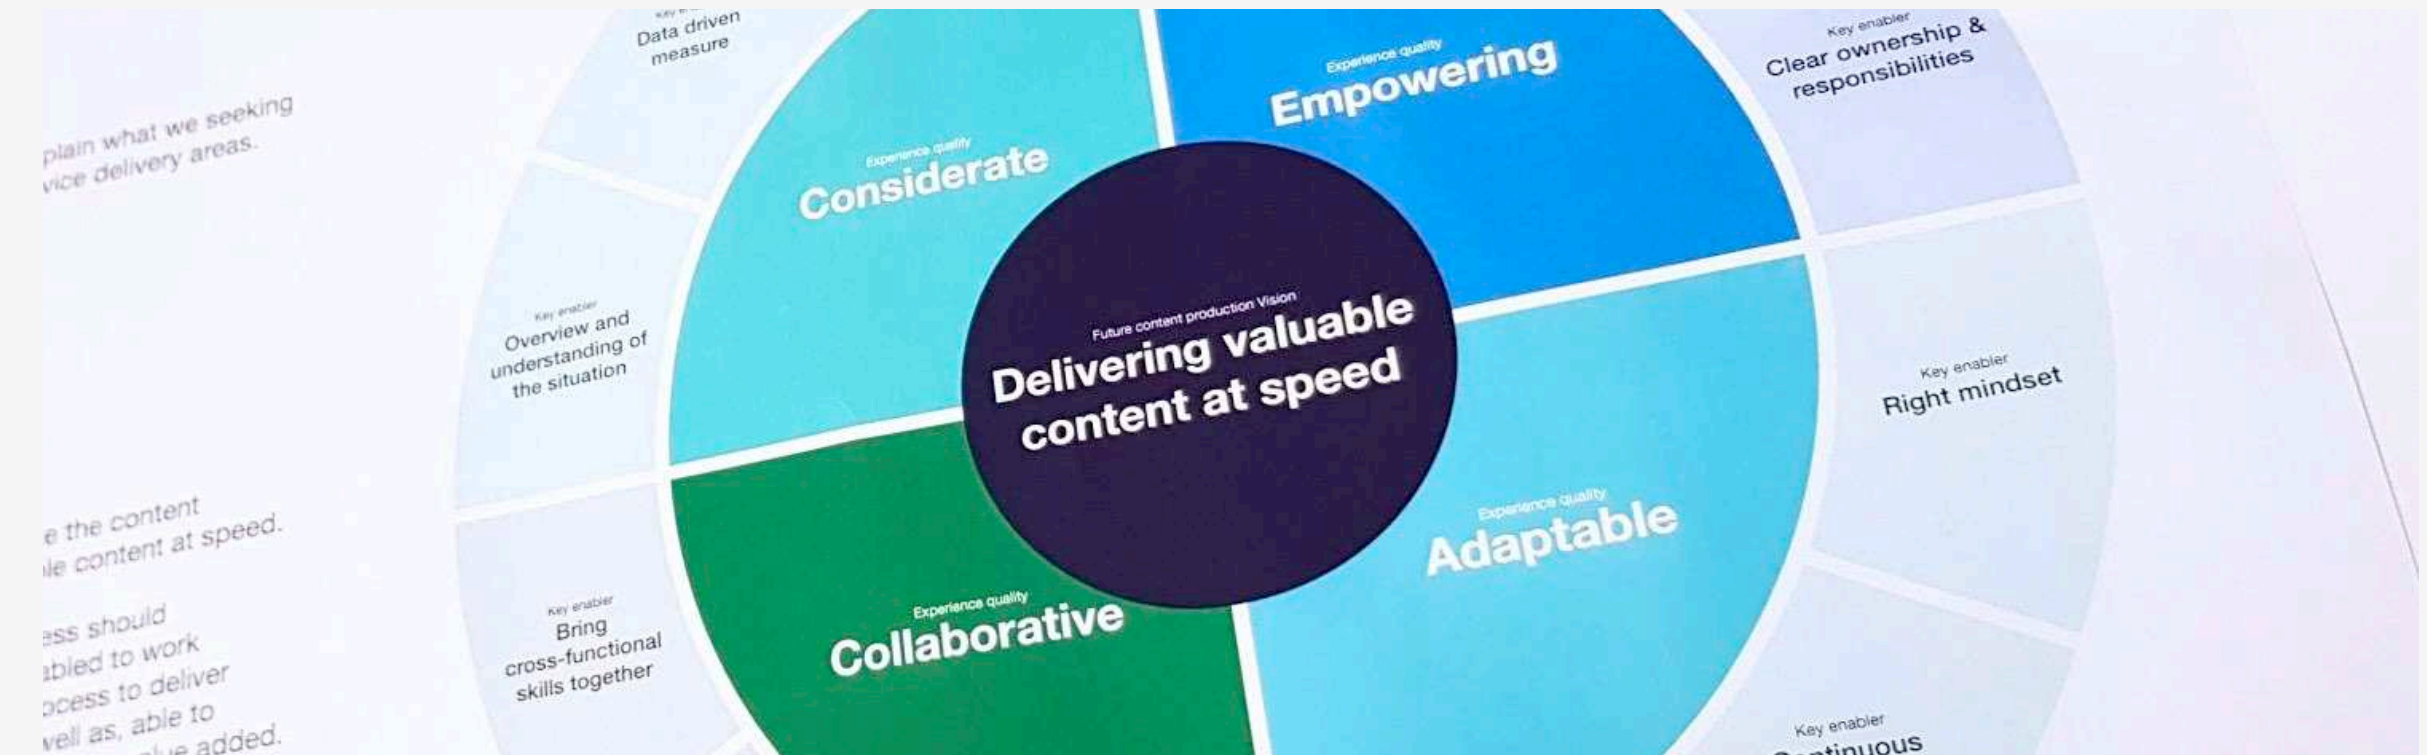 plain what we seeking
vice delivery areas.
e the content
le content at speed.
ess should
abled to work
ocess to deliver
well as, able to
added.
Data driven
measure
Key enabler
Overview and
understanding of
the situation
Key enabler
Bring
cross-functional
skills together
Experience quality
Considerate
Experience quality
Empowering
Future content production Vision
Delivering valuable
content at speed
Experience quality
Collaborative
Experience quality
Adaptable
Key enabler
Clear ownership &
responsibilities
Key enabler
Right mindset
Key enabler